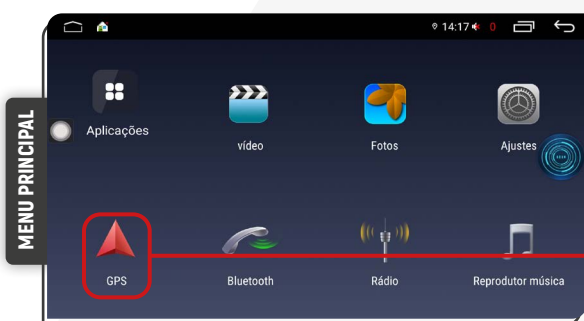 MENU PRINCIPAL
14:17 0
Aplicações
vídeo
Fotos
Ajustes
GPS
Bluetooth
Rádio
Reprodutor música